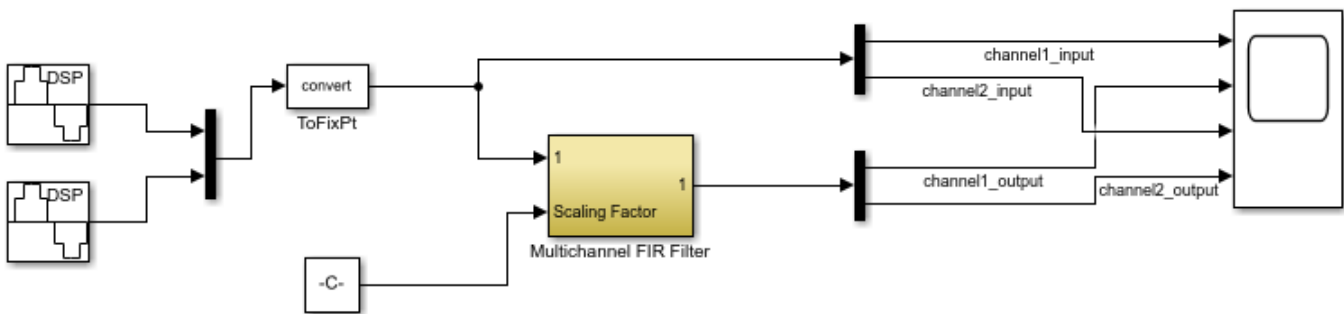 DSP
DSP
convert
ToFixPt
1
Scaling Factor
1
Multichannel FIR Filter
-C-
channel1_input
channel2_input
channel1_output
channel2_output